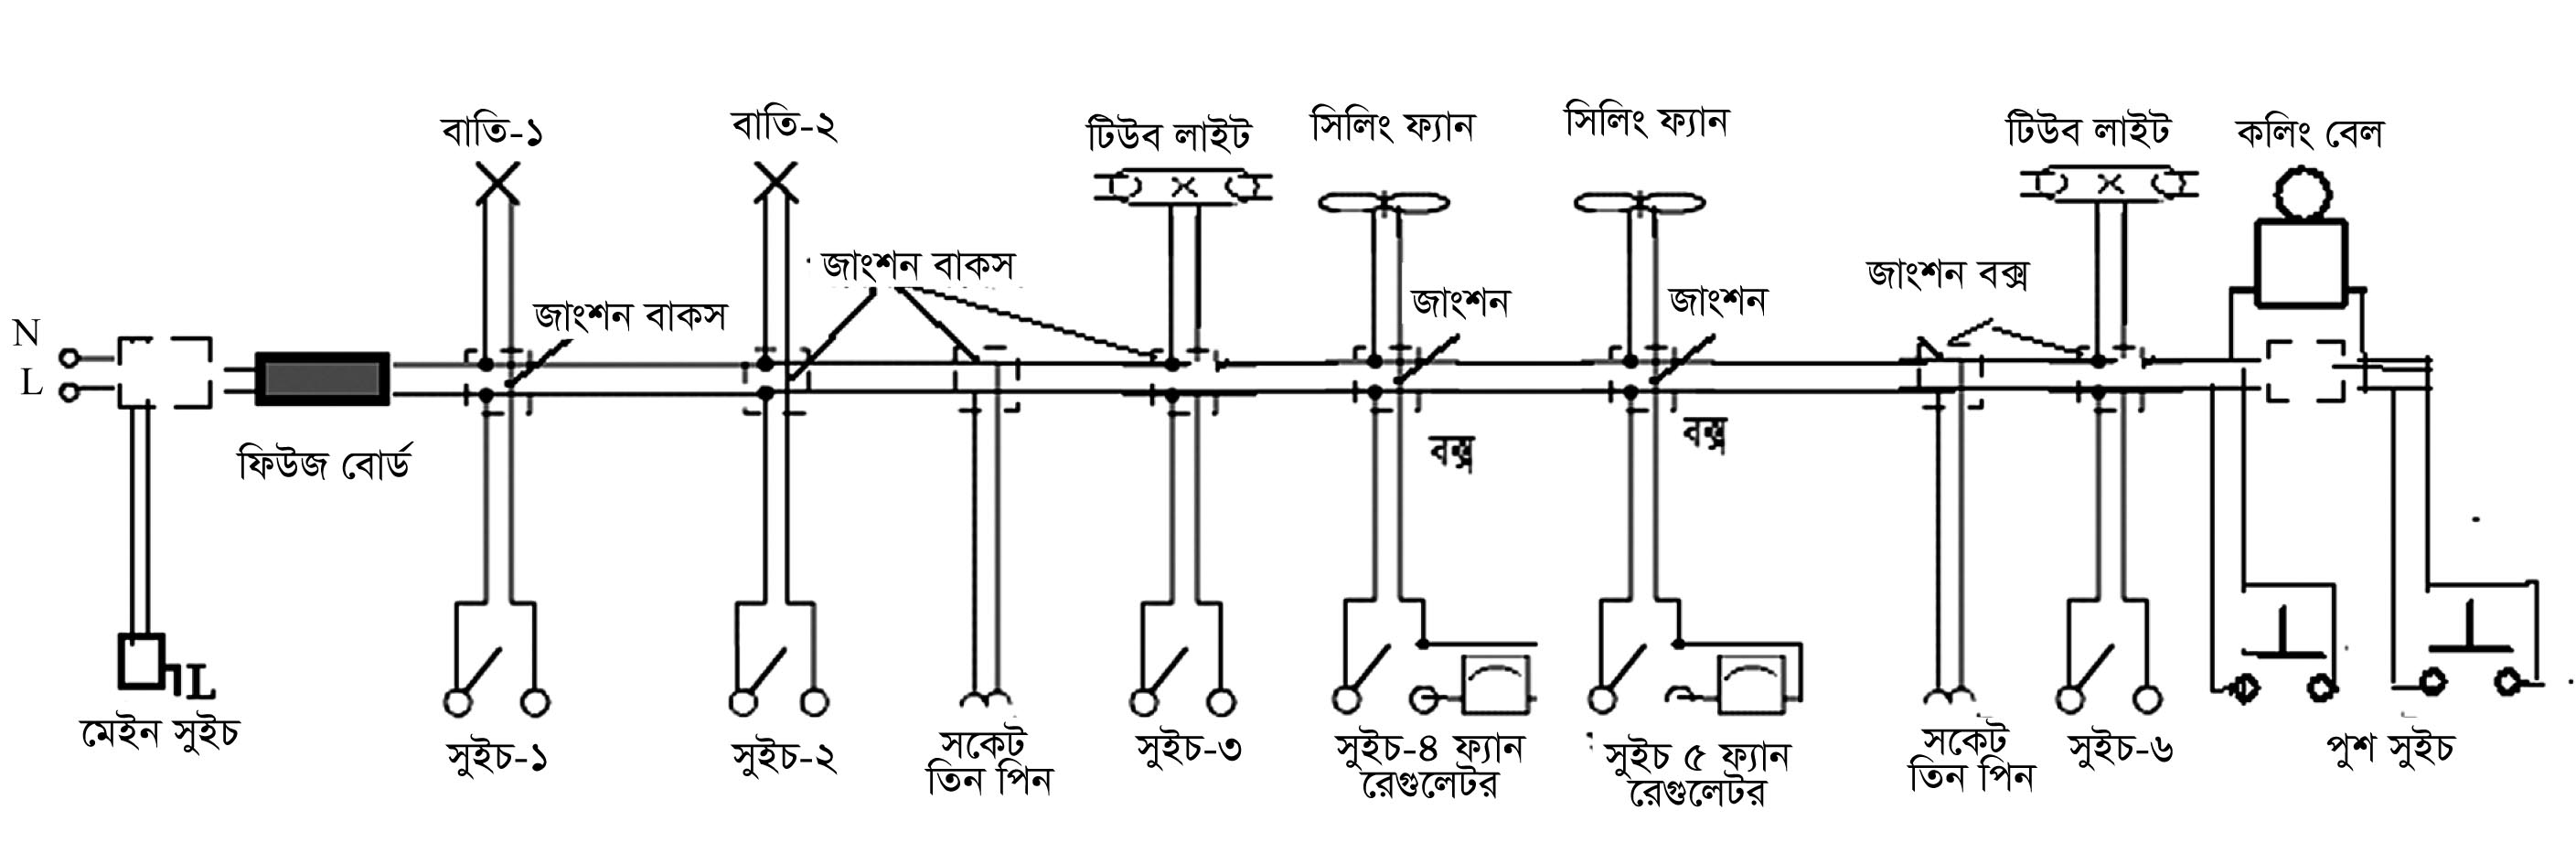 বাতি-১
বাতি-২
টিউব লাইট
সিলিং ফ্যান
সিলিং ফ্যান
টিউব লাইট
কলিং বেল
জাংশন বাকস
জাংশন বাকস
জাংশন
জাংশন
জাংশন বক্স
N
L
ফিউজ বোর্ড
বক্স
বক্স
L
মেইন সুইচ
সুইচ-১
সুইচ-২
সকেট
তিন পিন
সুইচ-৩
সুইচ-৪ ফ্যান
রেগুলেটর
সুইচ ৫ ফ্যান
রেগুলেটর
সকেট
তিন পিন
সুইচ-৬
পুশ সুইচ